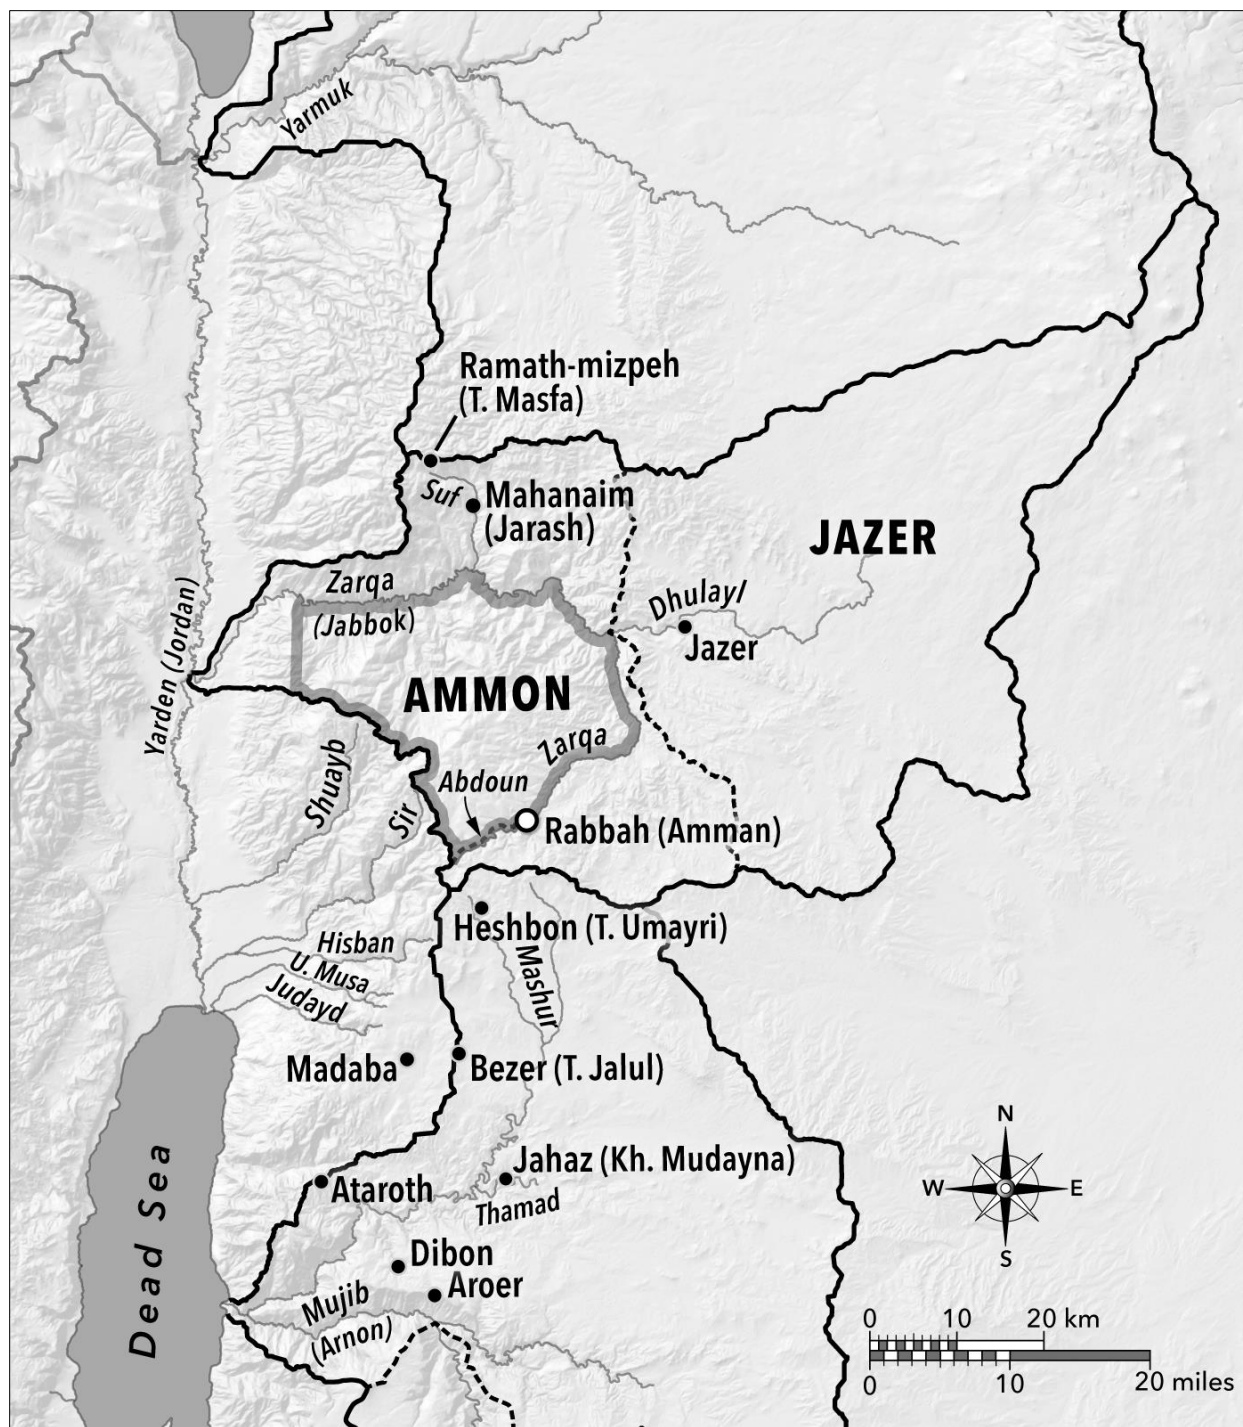 Yarmuk
Ramath-mizpeh
(T. Masfa)
Suf
Mahanaim
(Jarash)
JAZER
Zarqa
(Jabbok)
Dhulayl
Jazer
Yarden (Jordan)
AMMON
Zarqa
Shuayb
Abdoun
Sir
Rabbah (Amman)
Heshbon (T. Umayri)
Hisban
U. Musa
Judayd
Mashur
Madaba
Bezer (T. Jalul)
N
W
E
S
Jahaz (Kh. Mudayna)
Ataroth
Thamad
Dead Sea
Dibon
Aroer
Mujib
(Arnon)
0 10 20 km
0 10 20 miles